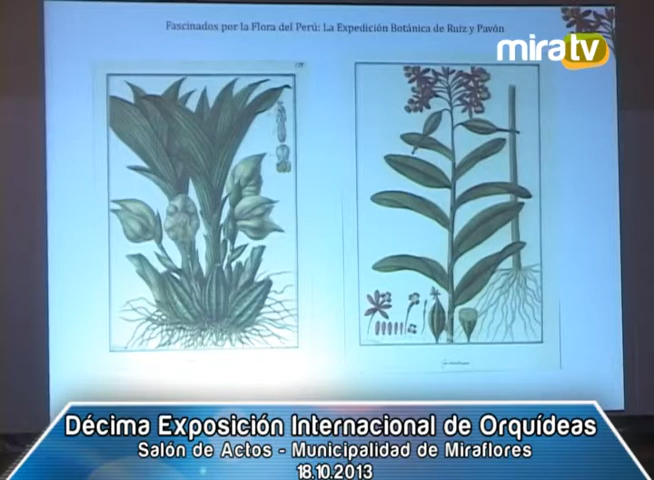 Fascinados por la Flora del Perú: La Expedición Botánica de Ruiz y Pavón
miratv
Décima Exposición Internacional de Orquídeas
Salón de Actos - Municipalidad de Miraflores
18.10.2013